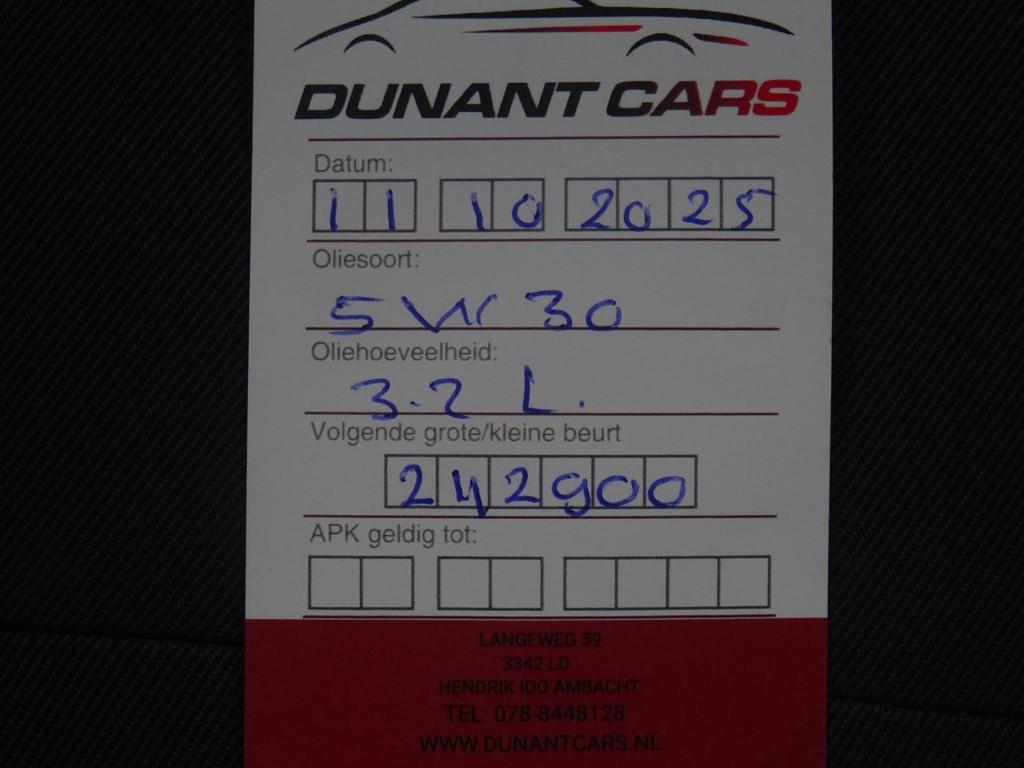 DUNANT CARS
Datum:
11 10 2025
Oliesoort:
5W30
Oliehoeveelheid:
3.2 L.
Volgende grote/kleine beurt
242900
APK geldig tot:
LANGEWEG 59
3342 LD
HENDRIK IDO AMBACHT
TEL: 078-8448128
WWW.DUNANTCARS.NL